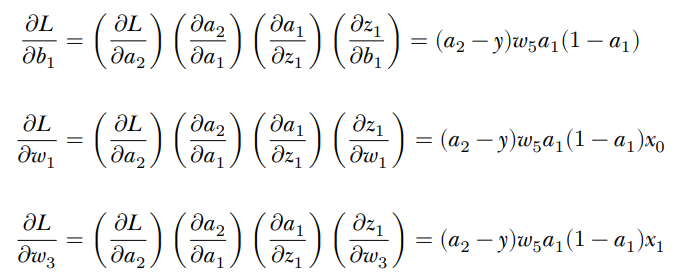 ∂L/∂b₁ = (∂L/∂a₂) (∂a₂/∂a₁) (∂a₁/∂z₁) (∂z₁/∂b₁) = (a₂ − y)w₅a₁(1 − a₁)
∂L/∂w₁ = (∂L/∂a₂) (∂a₂/∂a₁) (∂a₁/∂z₁) (∂z₁/∂w₁) = (a₂ − y)w₅a₁(1 − a₁)x₀
∂L/∂w₃ = (∂L/∂a₂) (∂a₂/∂a₁) (∂a₁/∂z₁) (∂z₁/∂w₃) = (a₂ − y)w₅a₁(1 − a₁)x₁